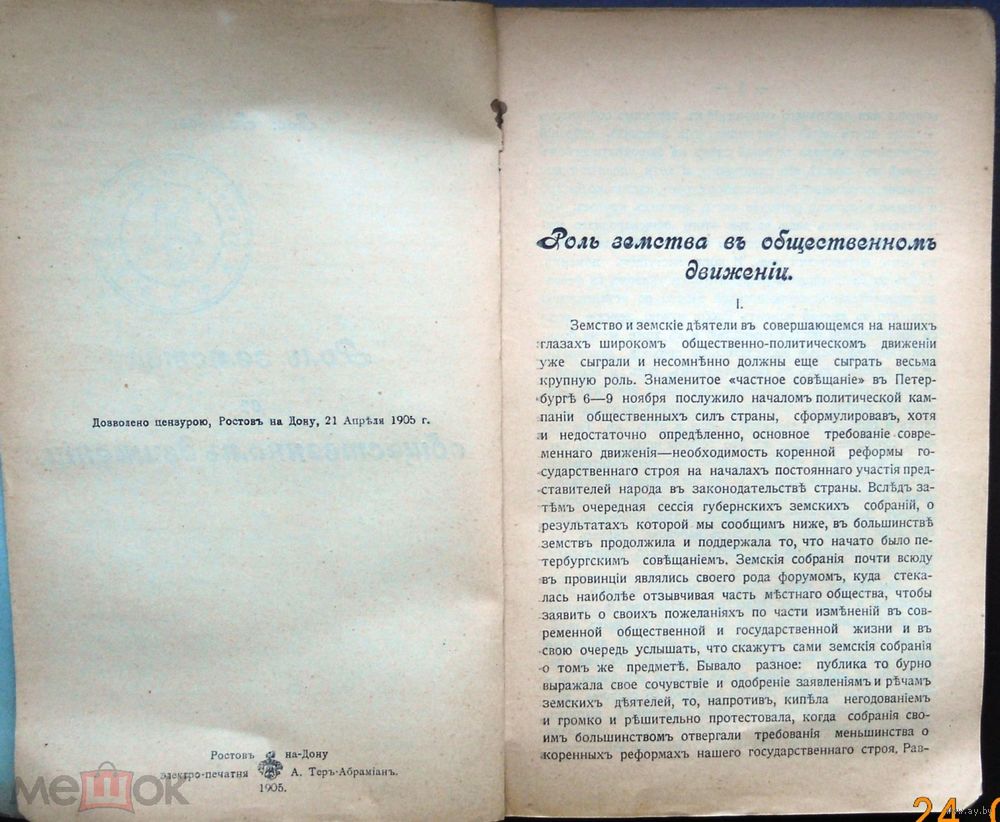 Дозволено цензурою, Ростовъ на Дону, 21 Апрѣля 1905 г.
Ростовъ на-Дону
электро-печатня А. Теръ-Абраміанъ.
1905.
мешок
Роль земства въ общественномъ
движеніи.
I.
Земство и земскіе дѣятели въ совершающемся на нашихъ
глазахъ широкомъ общественно-политическомъ движеніи
уже сыграли и несомнѣнно должны еще сыграть весьма
крупную роль. Знаменитое «частное совѣщаніе» въ Петер-
бургѣ 6—9 ноября послужило началомъ политической кам-
паніи общественныхъ силъ страны, сформулировавъ, хотя
и недостаточно опредѣленно, основное требованіе совре-
меннаго движенія—необходимость коренной реформы го-
сударственнаго строя на началахъ постояннаго участія пред-
ставителей народа въ законодательствѣ страны. Вслѣдъ за-
тѣмъ очередная сессія губернскихъ земскихъ собраній, о
результатахъ которой мы сообщимъ ниже, въ большинствѣ
земствъ продолжила и поддержала то, что начато было пе-
тербургскимъ совѣщаніемъ. Земскія собранія почти всюду
въ провинціи являлись своего рода форумомъ, куда стека-
лась наиболѣе отзывчивая часть мѣстнаго общества, чтобы
заявить о своихъ пожеланіяхъ по части измѣненій въ сов-
ременной общественной и государственной жизни и въ
свою очередь услышать, что скажутъ сами земскія собранія
о томъ же предметѣ. Бывало разное: публика то бурно
выражала свое сочувствіе и одобреніе заявленіямъ и рѣчамъ
земскихъ дѣятелей, то, напротивъ, кипѣла негодованіемъ
и громко и рѣшительно протестовала, когда собранія сво-
имъ большинствомъ отвергали требованія меньшинства о
коренныхъ реформахъ нашего государственнаго строя. Рав-
24
www.ay.by